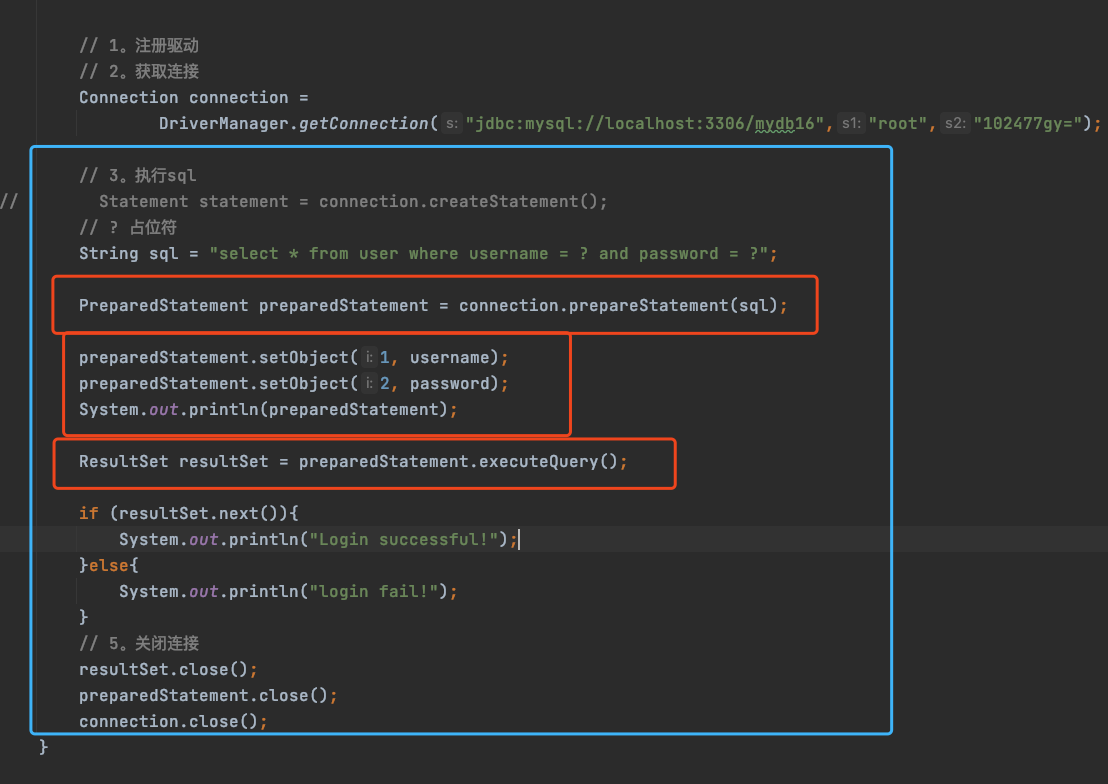 // 1。注册驱动
// 2。获取连接
Connection connection =
DriverManager.getConnection( s: "jdbc:mysql://localhost:3306/mydb16", s1: "root", s2: "102477gy=");
// 3。执行sql
// Statement statement = connection.createStatement();
// ? 占位符
String sql = "select * from user where username = ? and password = ?";
PreparedStatement preparedStatement = connection.prepareStatement(sql);
preparedStatement.setObject( i: 1, username);
preparedStatement.setObject( i: 2, password);
System.out.println(preparedStatement);
ResultSet resultSet = preparedStatement.executeQuery();
if (resultSet.next()){
System.out.println("Login successful!");
}else{
System.out.println("login fail!");
}
// 5。关闭连接
resultSet.close();
preparedStatement.close();
connection.close();
}